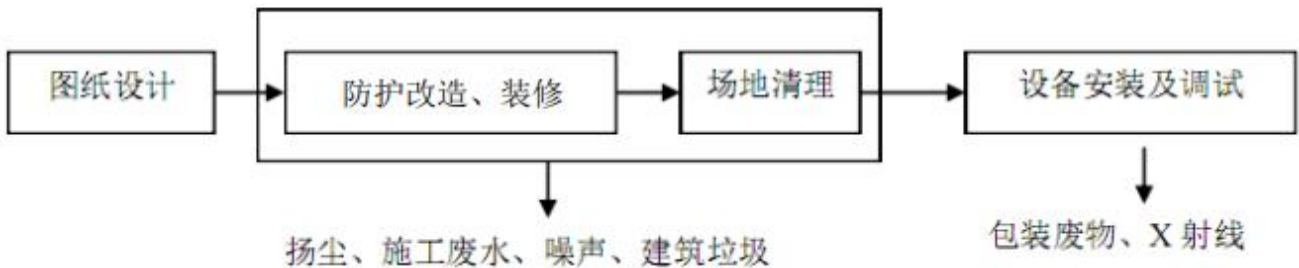 图纸设计
防护改造、装修
场地清理
设备安装及调试
扬尘、施工废水、噪声、建筑垃圾
包装废物、X 射线